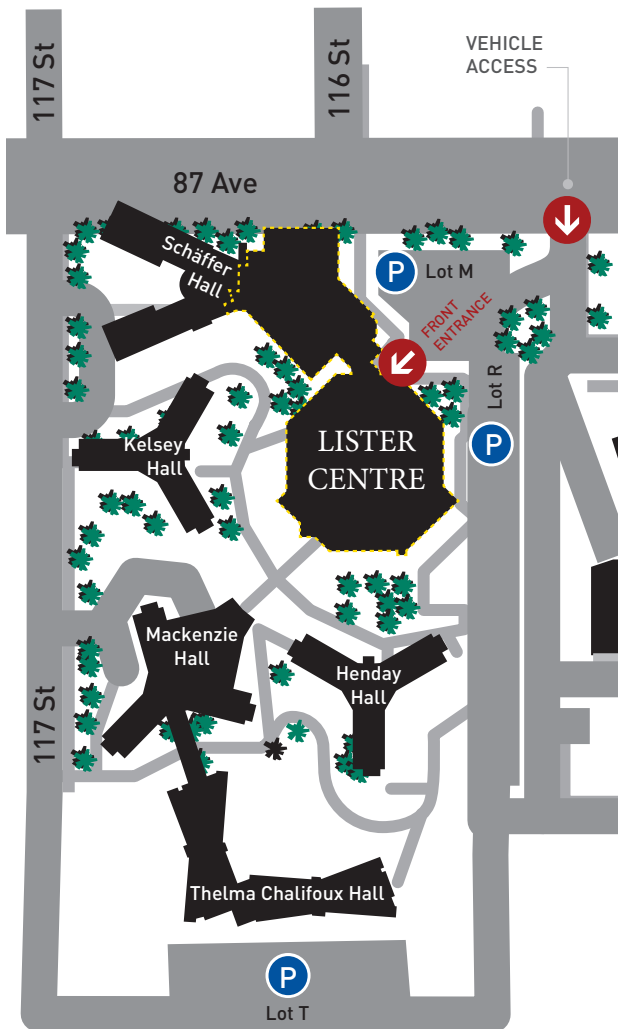 117 St
116 St
VEHICLE
ACCESS
87 Ave
Schäffer
Hall
P
Lot M
FRONT
ENTRANCE
Lot R
P
Kelsey
Hall
LISTER
CENTRE
Mackenzie
Hall
Henday
Hall
117 St
Thelma Chalifoux Hall
P
Lot T